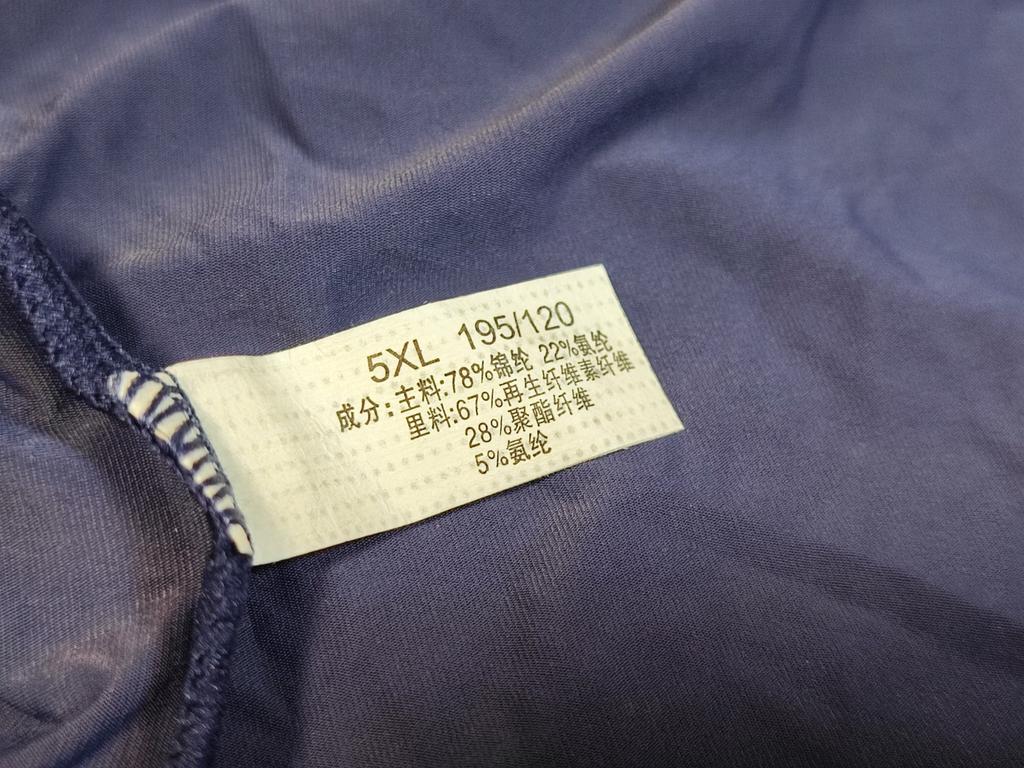 5XL 195/120
成分:主料:78%锦纶 22%氨纶
里料:67%再生纤维素纤维
28%聚酯纤维
5%氨纶